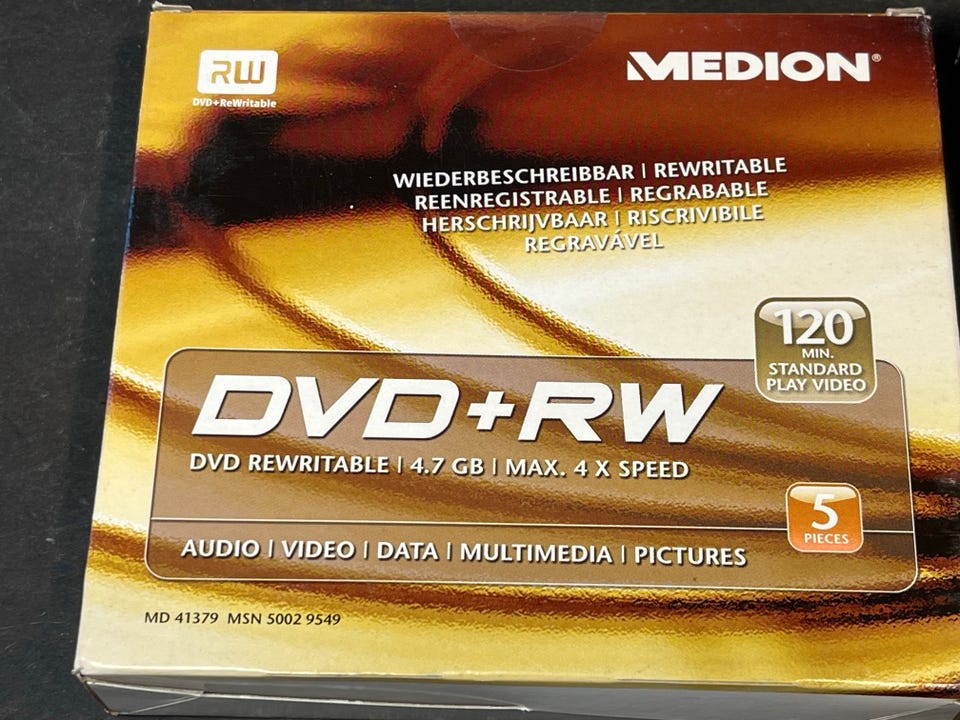 RW
DVD+ReWritable
MEDION®
WIEDERBESCHREIBBAR | REWRITABLE
REENREGISTRABLE | REGRABABLE
HERSCHRIJVBAAR | RISCRIVIBILE
REGRAVÁVEL
120
MIN.
STANDARD
PLAY VIDEO
DVD+RW
DVD REWRITABLE | 4.7 GB | MAX. 4 X SPEED
5
PIECES
AUDIO | VIDEO | DATA | MULTIMEDIA | PICTURES
MD 41379 MSN 5002 9549